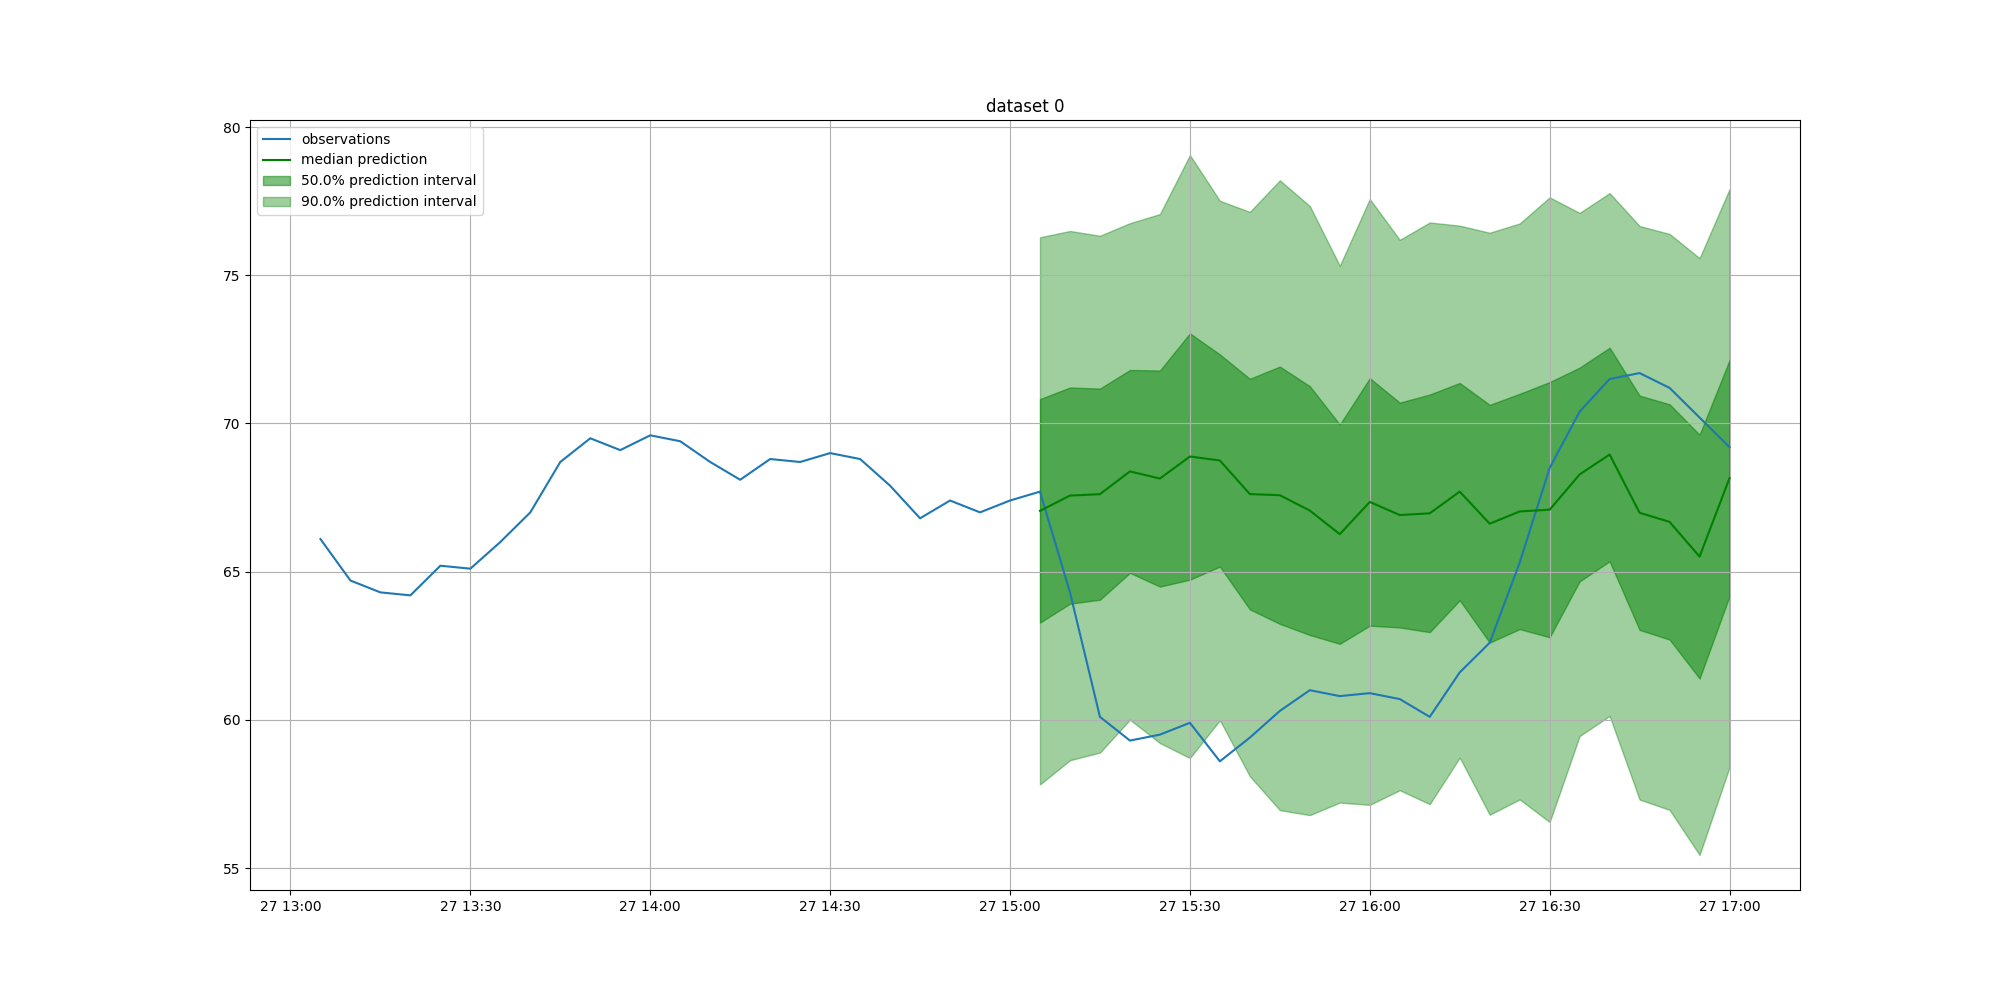 dataset 0
80
observations
median prediction
50.0% prediction interval
90.0% prediction interval
75
70
65
60
55
27 13:00 27 13:30 27 14:00 27 14:30 27 15:00 27 15:30 27 16:00 27 16:30 27 17:00